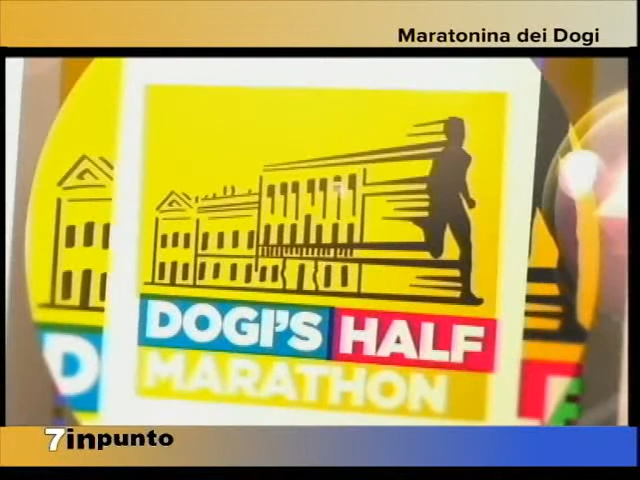 Maratonina dei Dogi
DOGI'S HALF
MARATHON
D
7inpunto